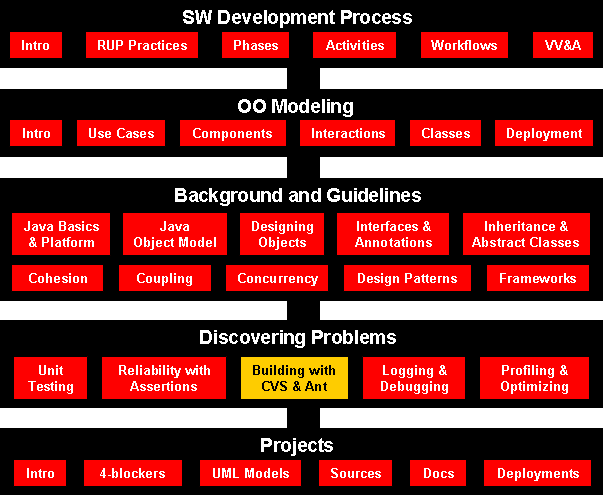 SW Development Process
Intro
RUP Practices
Phases
Activities
Workflows
VV&A
OO Modeling
Intro
Use Cases
Components
Interactions
Classes
Deployment
Background and Guidelines
Java Basics
& Platform
Java
Object Model
Designing
Objects
Interfaces &
Annotations
Inheritance &
Abstract Classes
Cohesion
Coupling
Concurrency
Design Patterns
Frameworks
Discovering Problems
Unit
Testing
Reliability with
Assertions
Building with
CVS & Ant
Logging &
Debugging
Profiling &
Optimizing
Projects
Intro
4-blockers
UML Models
Sources
Docs
Deployments